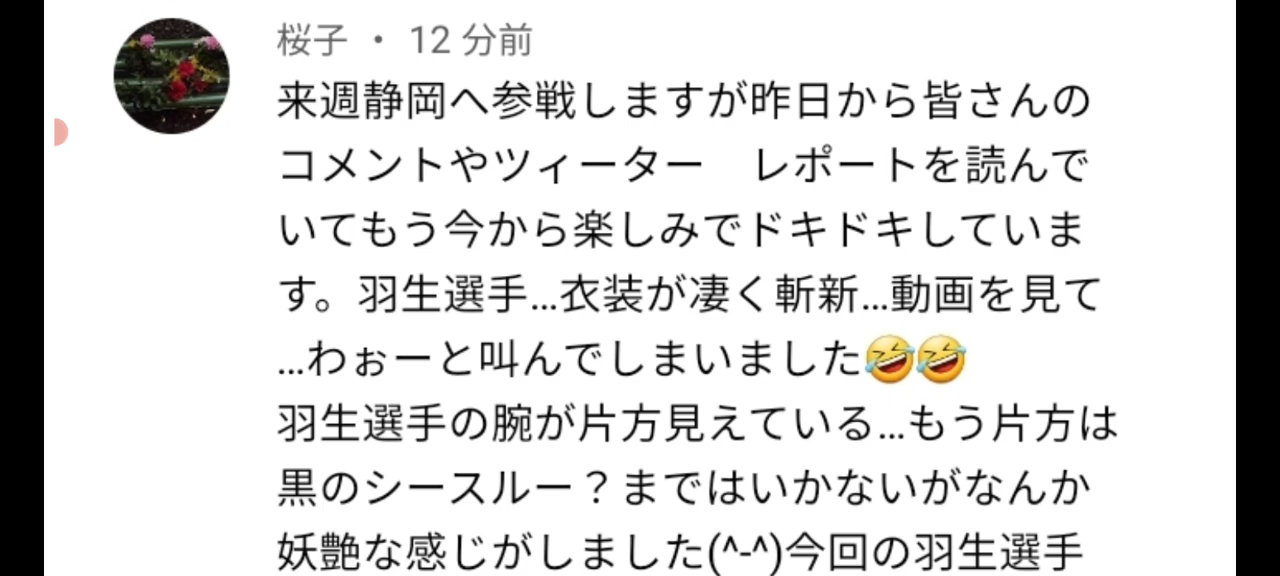 桜子 • 12 分前
来週静岡へ参戦しますが昨日から皆さんの
コメントやツィーター　レポートを読んで
いてもう今から楽しみでドキドキしていま
す。羽生選手...衣装が凄く斬新...動画を見て
...わぉーと叫んでしまいました🤣🤣
羽生選手の腕が片方見えている...もう片方は
黒のシースルー？まではいかないがなんか
妖艶な感じがしました(^-^)今回の羽生選手